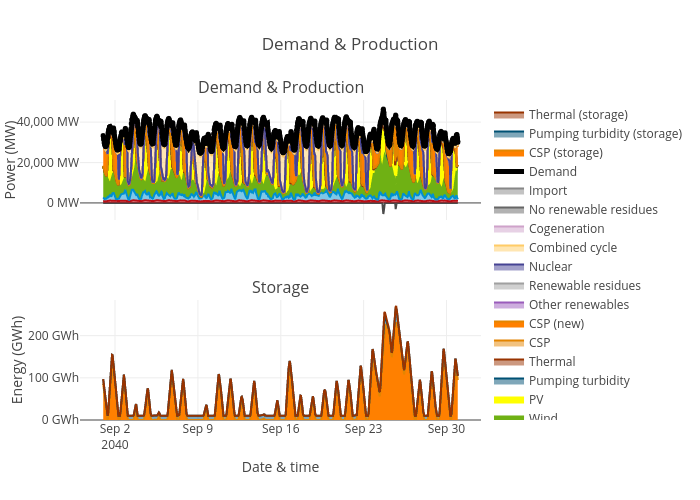 Demand & Production
Demand & Production
Power (MW)
40,000 MW
20,000 MW
0 MW
Storage
Energy (GWh)
200 GWh
100 GWh
0 GWh
Sep 2
2040
Sep 9
Sep 16
Sep 23
Sep 30
Date & time
Thermal (storage)
Pumping turbidity (storage)
CSP (storage)
Demand
Import
No renewable residues
Cogeneration
Combined cycle
Nuclear
Renewable residues
Other renewables
CSP (new)
CSP
Thermal
Pumping turbidity
PV
Wind